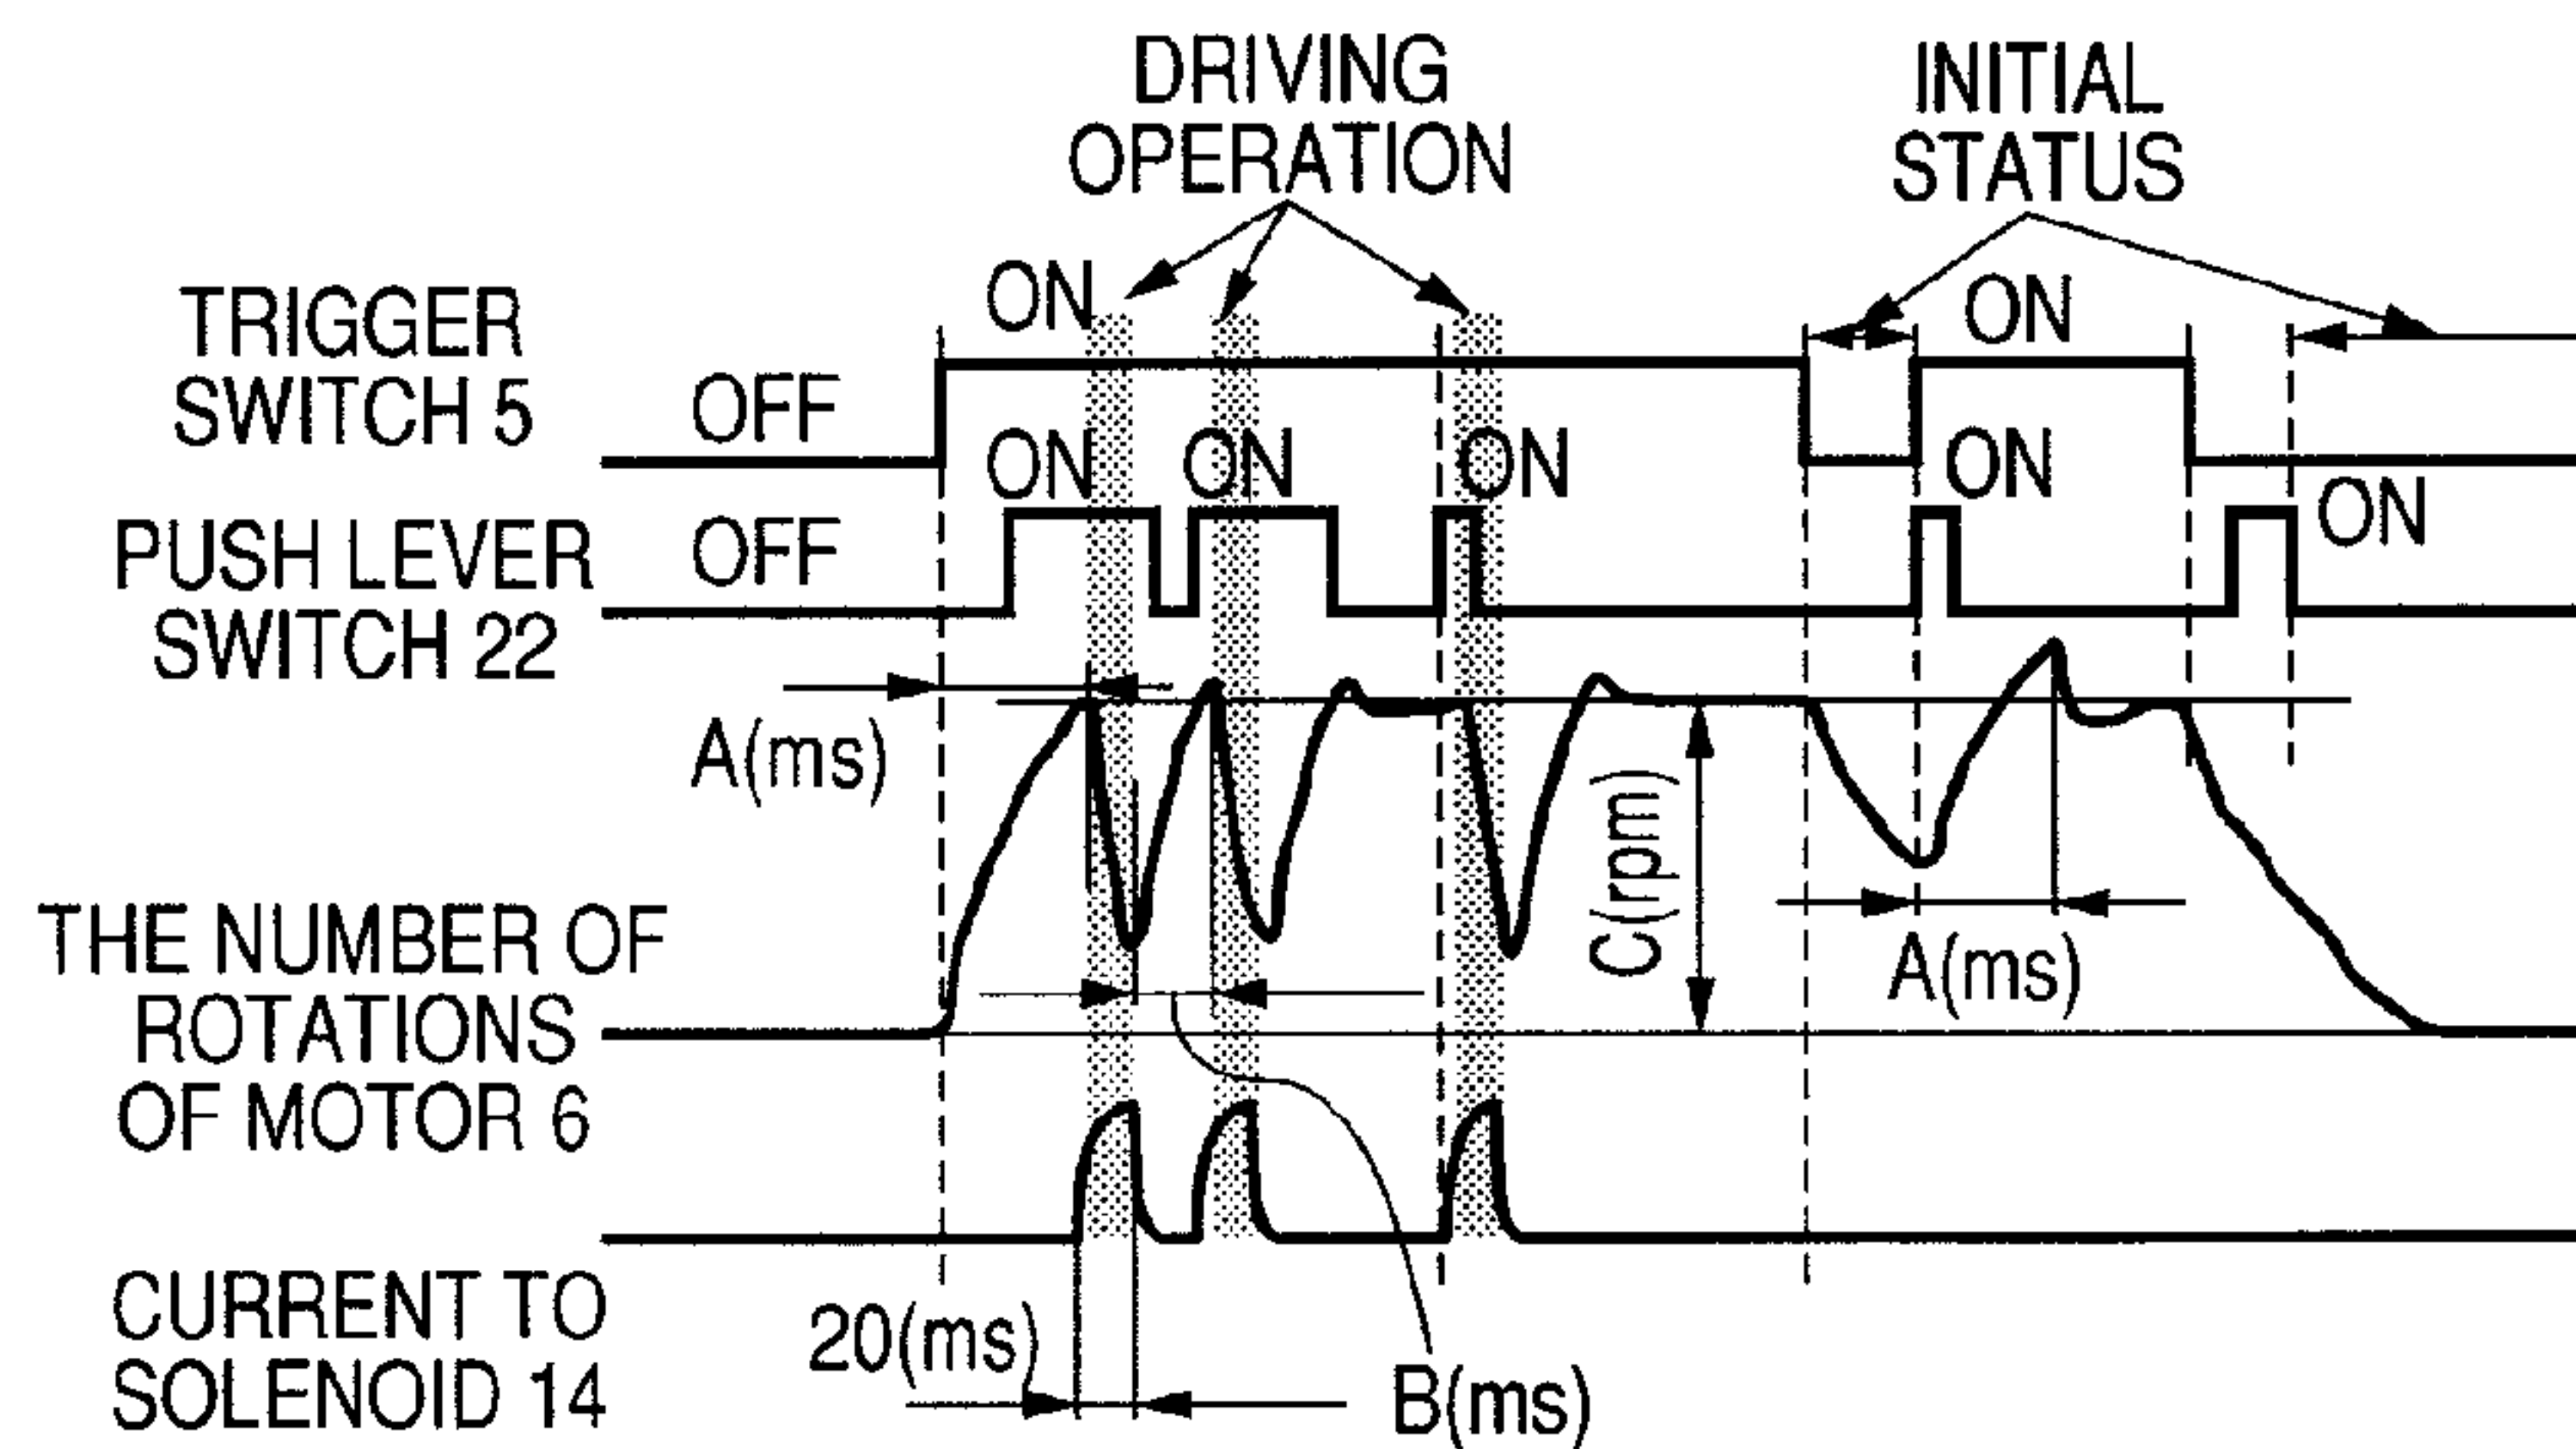 DRIVING
OPERATION
INITIAL
STATUS
TRIGGER
SWITCH 5
OFF
ON
ON
PUSH LEVER
SWITCH 22
OFF
ON
ON
ON
ON
ON
A(ms)
THE NUMBER OF
ROTATIONS
OF MOTOR 6
C(rpm)
A(ms)
CURRENT TO
SOLENOID 14
20(ms)
B(ms)